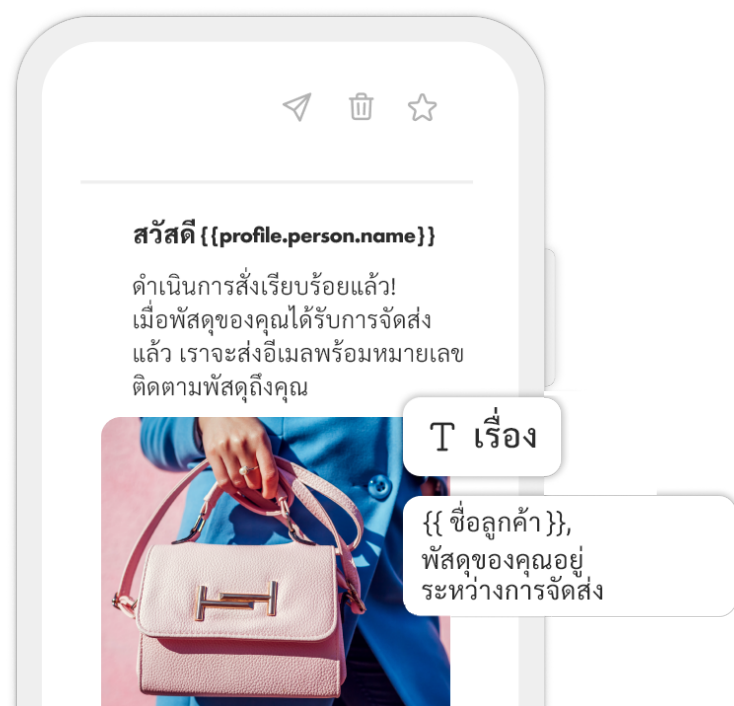 สวัสดี {{profile.person.name}}
ดำเนินการสั่งเรียบร้อยแล้ว!
เมื่อพัสดุของคุณได้รับการจัดส่ง
แล้ว เราจะส่งอีเมลพร้อมหมายเลข
ติดตามพัสดุถึงคุณ
T เรื่อง
{{ ชื่อลูกค้า }},
พัสดุของคุณอยู่
ระหว่างการจัดส่ง